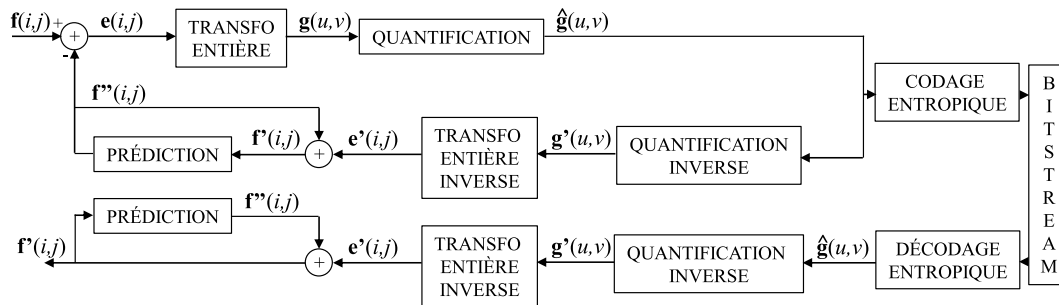 f(i,j) +
-
e(i,j)
+
TRANSFO
ENTIÈRE
g(u,v)
QUANTIFICATION
ĝ(u,v)
CODAGE
ENTROPIQUE
BITSTREAM
f''(i,j)
PRÉDICTION
f'(i,j)
+
e'(i,j)
TRANSFO
ENTIÈRE
INVERSE
g'(u,v)
QUANTIFICATION
INVERSE
f'(i,j)
PRÉDICTION
f''(i,j)
+
e'(i,j)
TRANSFO
ENTIÈRE
INVERSE
g'(u,v)
QUANTIFICATION
INVERSE
ĝ(u,v)
DÉCODAGE
ENTROPIQUE